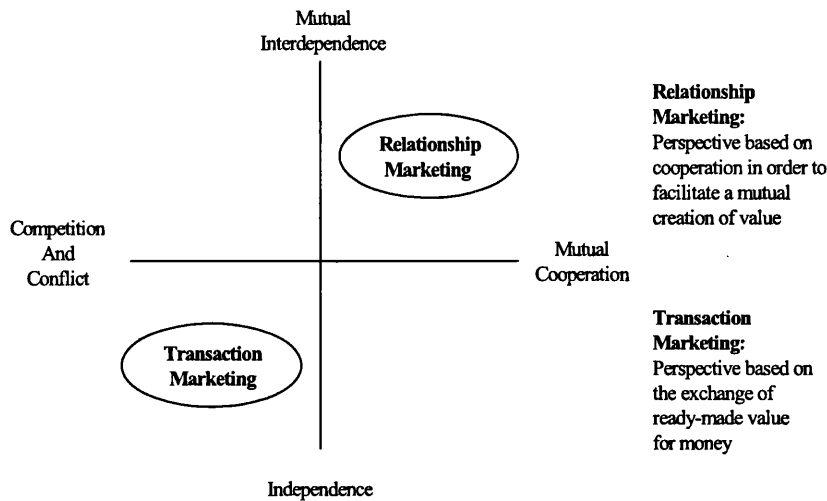 Mutual
Interdependence
Relationship
Marketing
Relationship
Marketing:
Perspective based on
cooperation in order to
facilitate a mutual
creation of value
Competition
And
Conflict
Mutual
Cooperation
Transaction
Marketing
Transaction
Marketing:
Perspective based on
the exchange of
ready-made value
for money
Independence